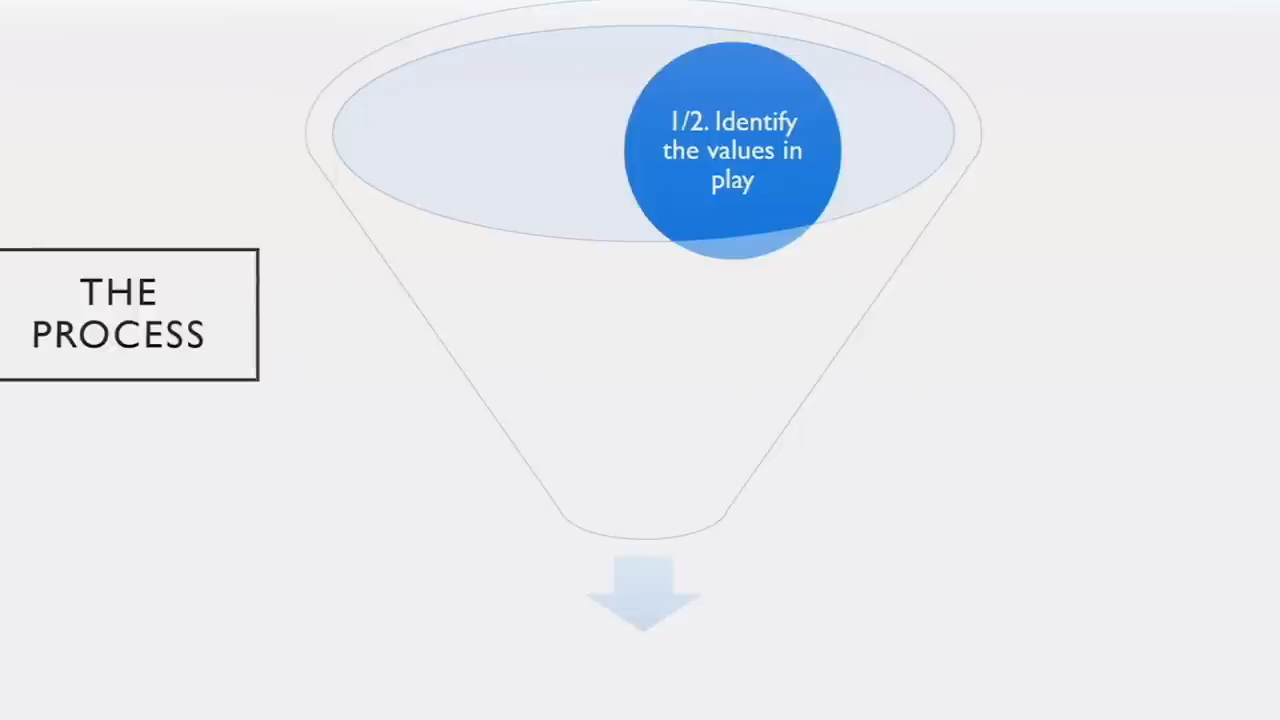 THE
PROCESS
1/2. Identify
the values in
play